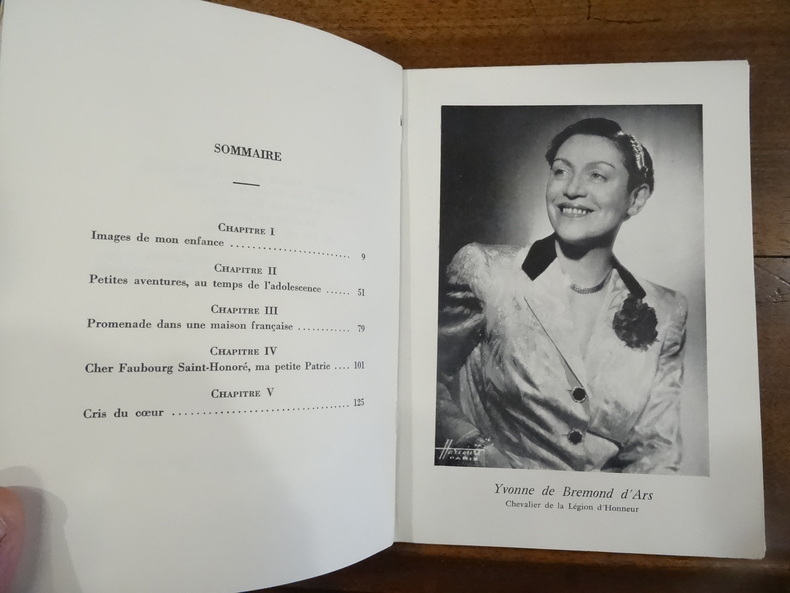 SOMMAIRE
CHAPITRE I
Images de mon enfance .................... 9
CHAPITRE II
Petites aventures, au temps de l'adolescence ...... 51
CHAPITRE III
Promenade dans une maison française ............ 79
CHAPITRE IV
Cher Faubourg Saint-Honoré, ma petite Patrie .... 101
CHAPITRE V
Cris du cœur .............................. 125
Harcourt
PARIS
Yvonne de Bremond d'Ars
Chevalier de la Légion d'Honneur